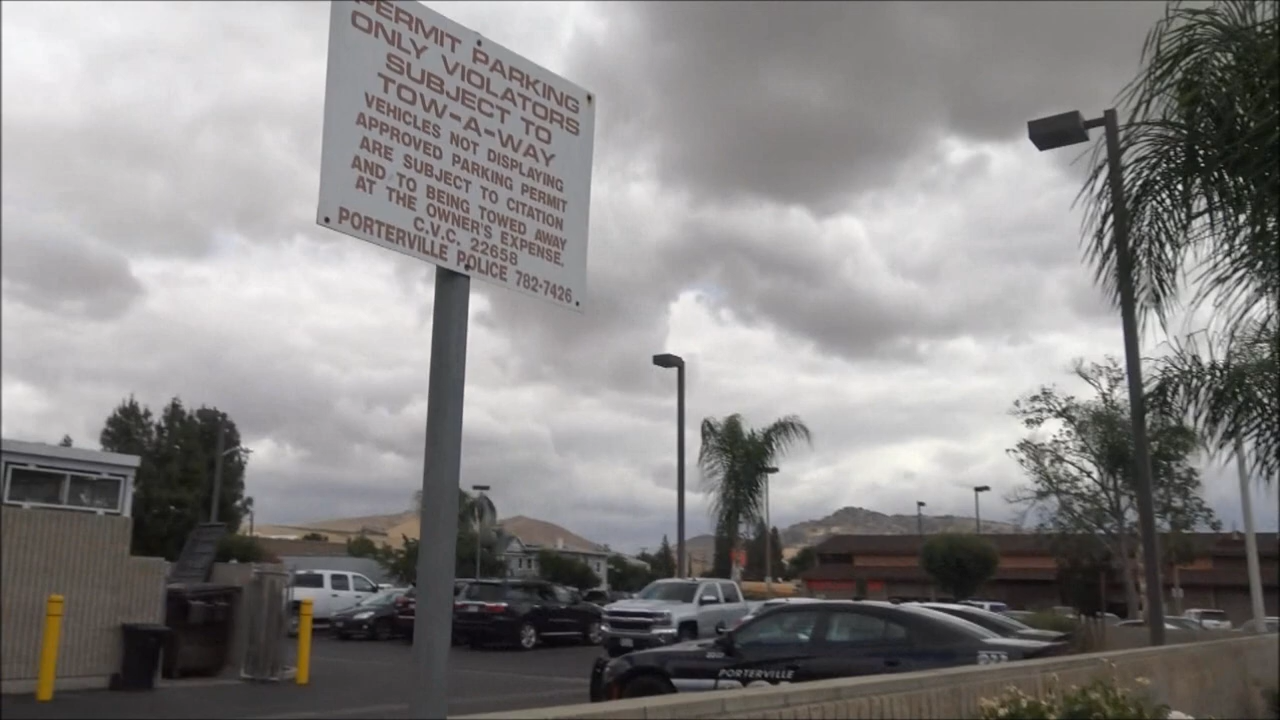 PERMIT PARKING
ONLY VIOLATORS
SUBJECT TO
TOW-A-WAY
VEHICLES NOT DISPLAYING
APPROVED PARKING PERMIT
ARE SUBJECT TO CITATION
AND TO BEING TOWED AWAY
AT THE OWNER'S EXPENSE.
C.V.C. 22658
PORTERVILLE POLICE 782-7426
PORTERVILLE